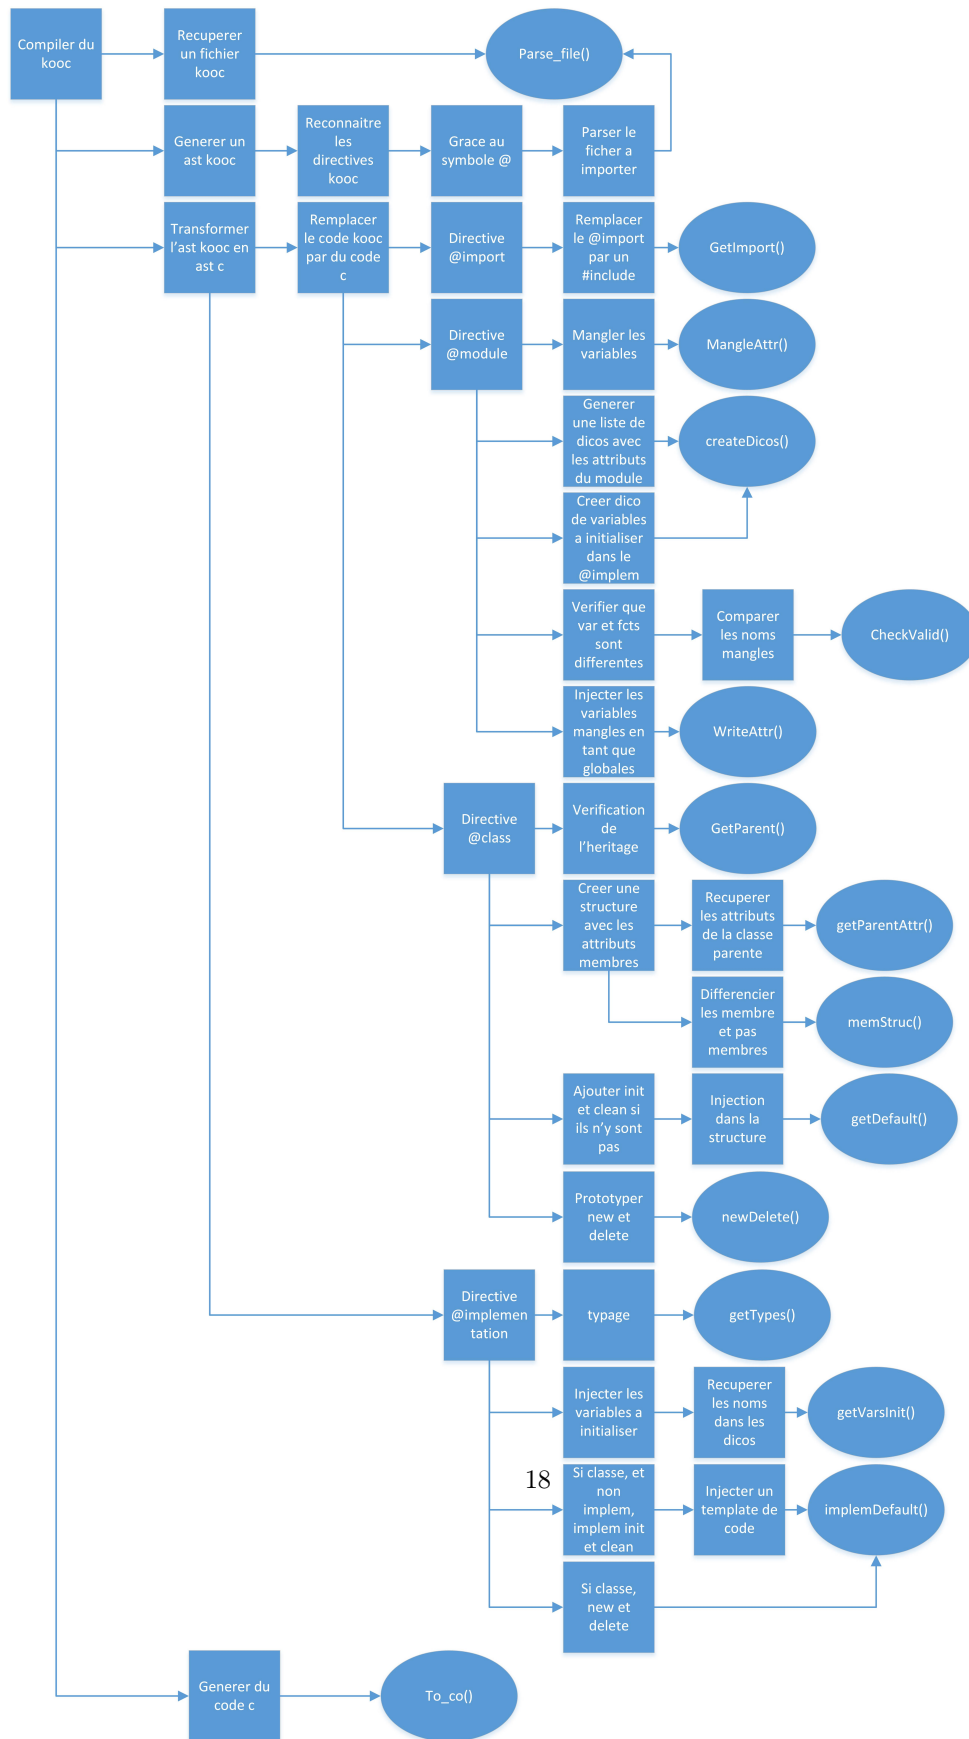 Compiler du
kooc
Recuperer
un fichier
kooc
Parse_file()
Generer un
ast kooc
Reconnaitre
les
directives
kooc
Grace au
symbole @
Parser le
ficher a
importer
Transformer
l'ast kooc en
ast c
Remplacer
le code kooc
par du code
c
Directive
@import
Remplacer
le @import
par un
#include
GetImport()
Directive
@module
Mangler les
variables
MangleAttr()
Generer
une liste de
dicos avec
les attributs
du module
createDicos()
Creer dico
de variables
a initialiser
dans le
@implem
Verifier que
var et fcts
sont
differentes
Comparer
les noms
mangles
CheckValid()
Injecter les
variables
mangles en
tant que
globales
WriteAttr()
Directive
@class
Verification
de
l'heritage
GetParent()
Creer une
structure
avec les
attributs
membres
Recuperer
les attributs
de la classe
parente
getParentAttr()
Differencier
les membre
et pas
membres
memStruc()
Ajouter init
et clean si
ils n'y sont
pas
Injection
dans la
structure
getDefault()
Prototyper
new et
delete
newDelete()
Directive
@implemen
tation
typage
getTypes()
Injecter les
variables a
initialiser
Recuperer
les noms
dans les
dicos
getVarsInit()
18
Si classe, et
non
implem,
implem init
et clean
Injecter un
template de
code
implemDefault()
Si classe,
new et
delete
Generer du
code c
To_co()